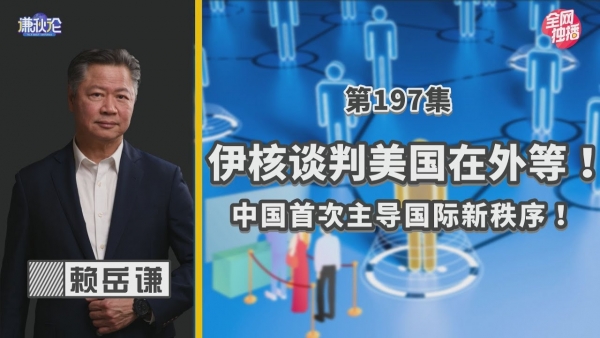 谦秋论
全网
独播
第197集
伊核谈判美国在外等！
中国首次主导国际新秩序！
赖岳谦